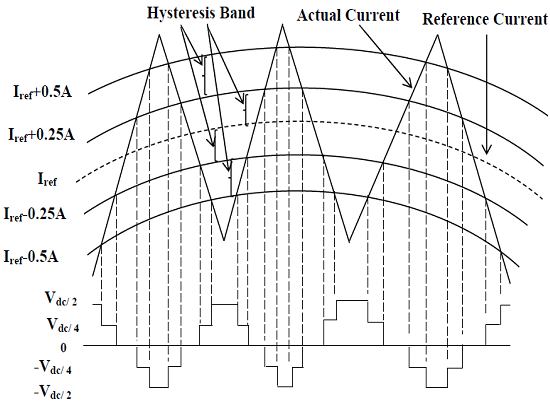 Hysteresis Band
Actual Current
Reference Current
Iref+0.5A
Iref+0.25A
Iref
Iref-0.25A
Iref-0.5A
Vdc/ 2
Vdc/ 4
0
-Vdc/ 4
-Vdc/ 2